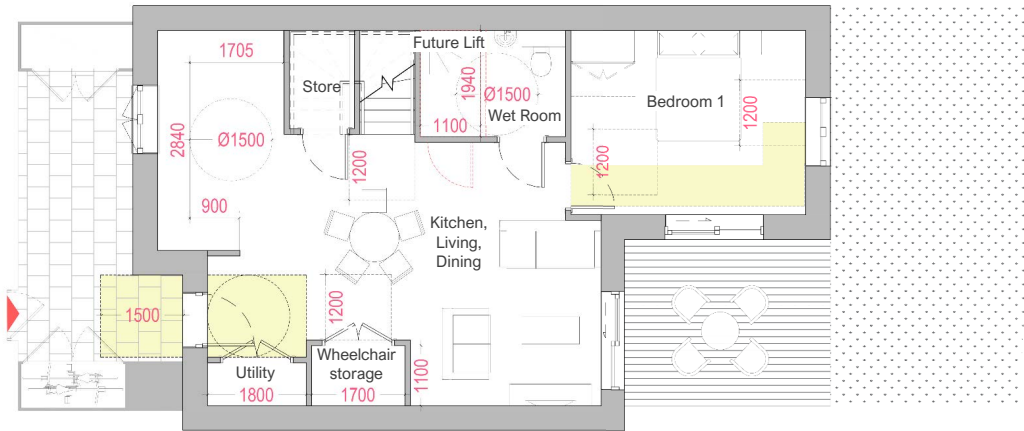 Future Lift
1705
Store
1940
Ø1500
Wet Room
1100
Bedroom 1
1200
2840
Ø1500
1200
1200
900
Kitchen,
Living,
Dining
1500
1200
Utility
Wheelchair
storage
1100
1800
1700